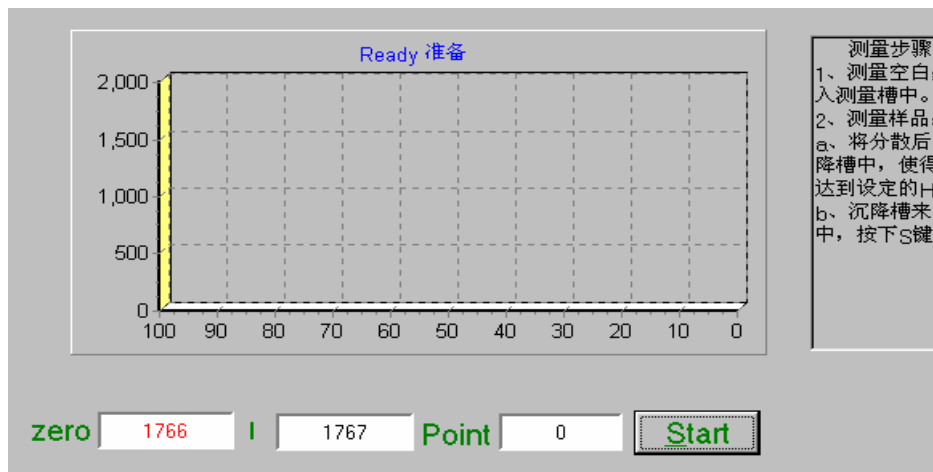 Ready 准备
2,000
1,500
1,000
500
0
100 90 80 70 60 50 40 30 20 10 0
测量步骤
1、测量空白
入测量槽中。
2、测量样品
a、将分散后
降槽中，使得
达到设定的H
b、沉降槽来
中，按下S键
zero 1766 I 1767 Point 0 Start